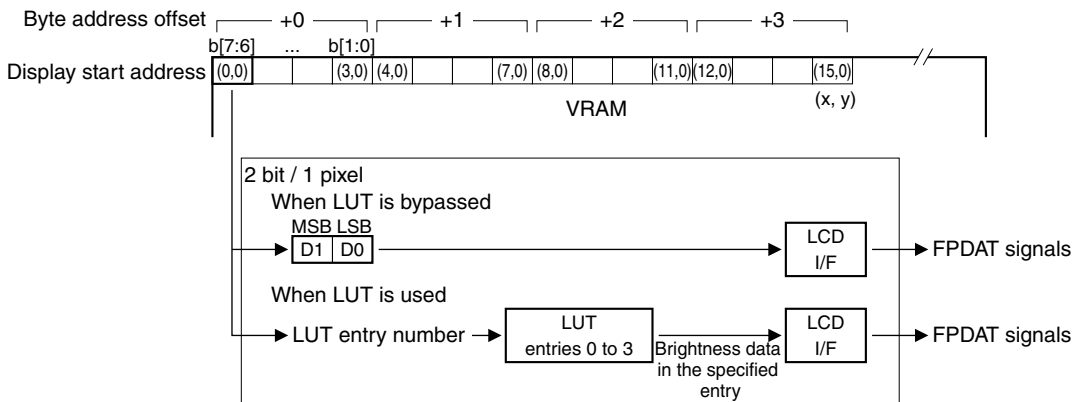 Byte address offset +0 +1 +2 +3
b[7:6] ... b[1:0]
Display start address (0,0) (3,0) (4,0) (7,0) (8,0) (11,0) (12,0) (15,0)
VRAM (x, y)
2 bit / 1 pixel
When LUT is bypassed
MSB LSB
D1 D0
LCD
I/F
FPDAT signals
When LUT is used
LUT entry number
LUT
entries 0 to 3
Brightness data
in the specified
entry
LCD
I/F
FPDAT signals